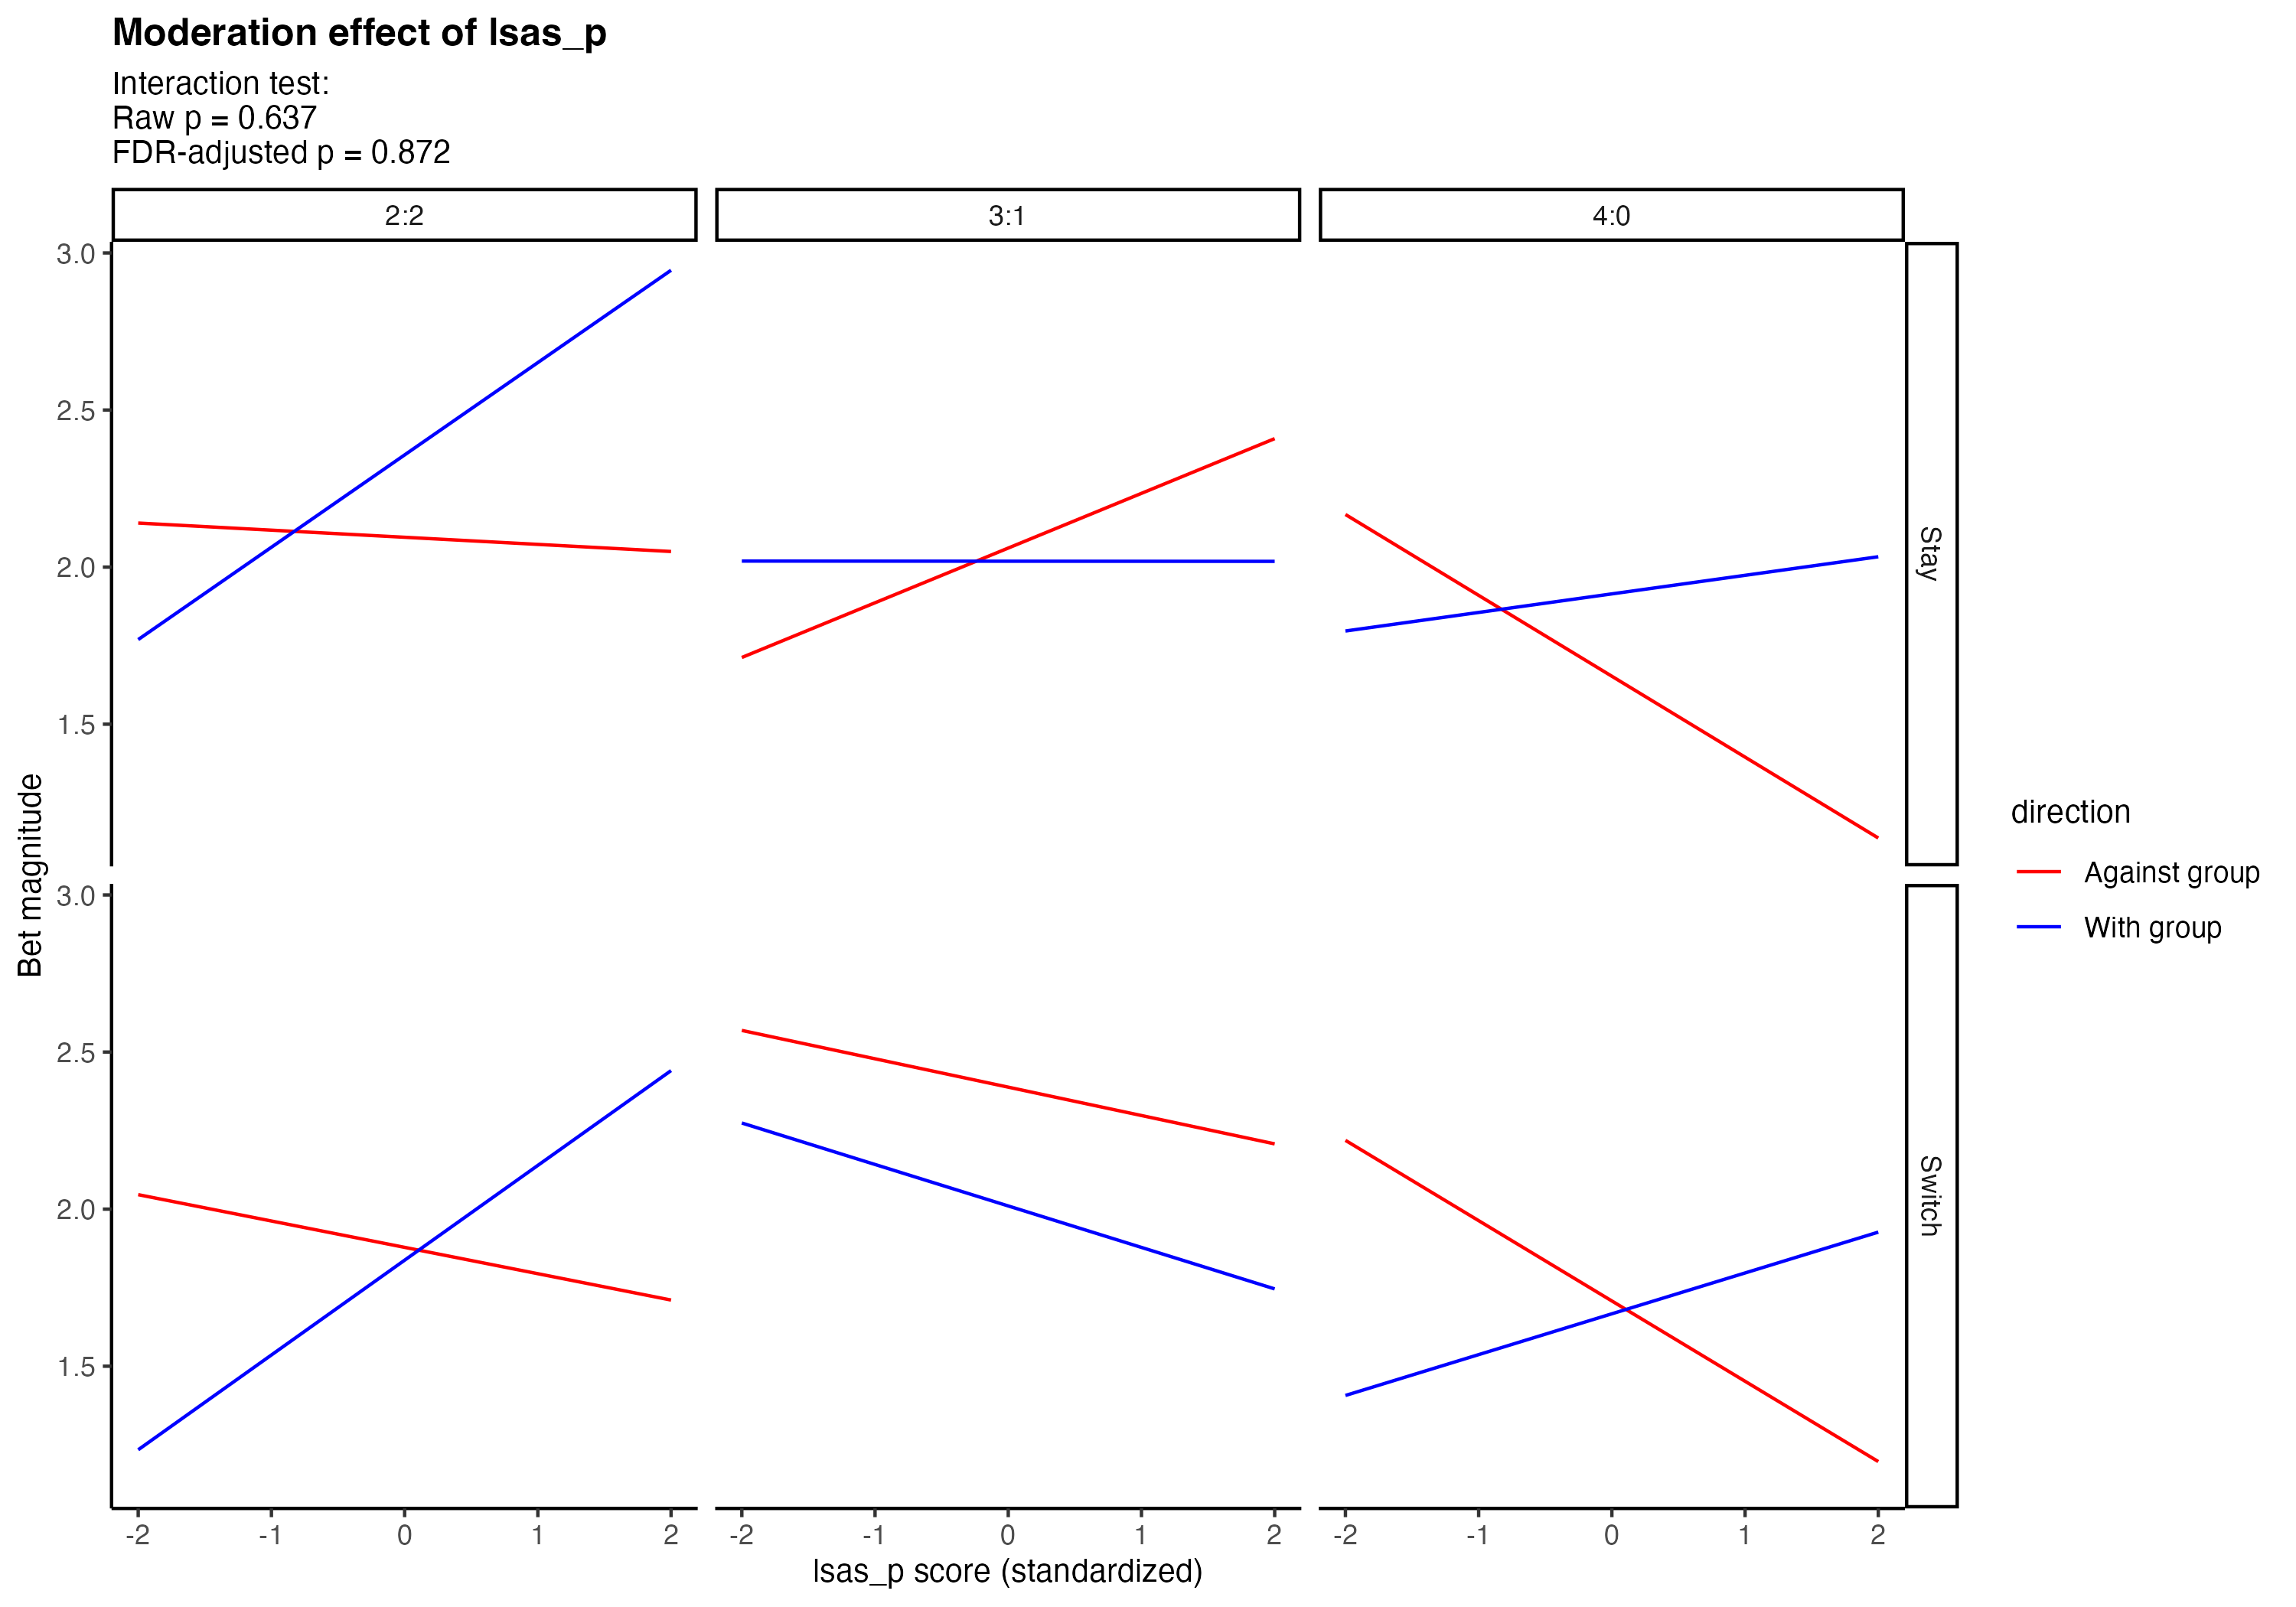 Moderation effect of lsas_p
Interaction test:
Raw p = 0.637
FDR-adjusted p = 0.872
2:2
3:1
4:0
3.0
2.5
2.0
1.5
Stay
3.0
2.5
2.0
1.5
Switch
Bet magnitude
-2 -1 0 1 2
-2 -1 0 1 2
-2 -1 0 1 2
lsas_p score (standardized)
direction
Against group
With group